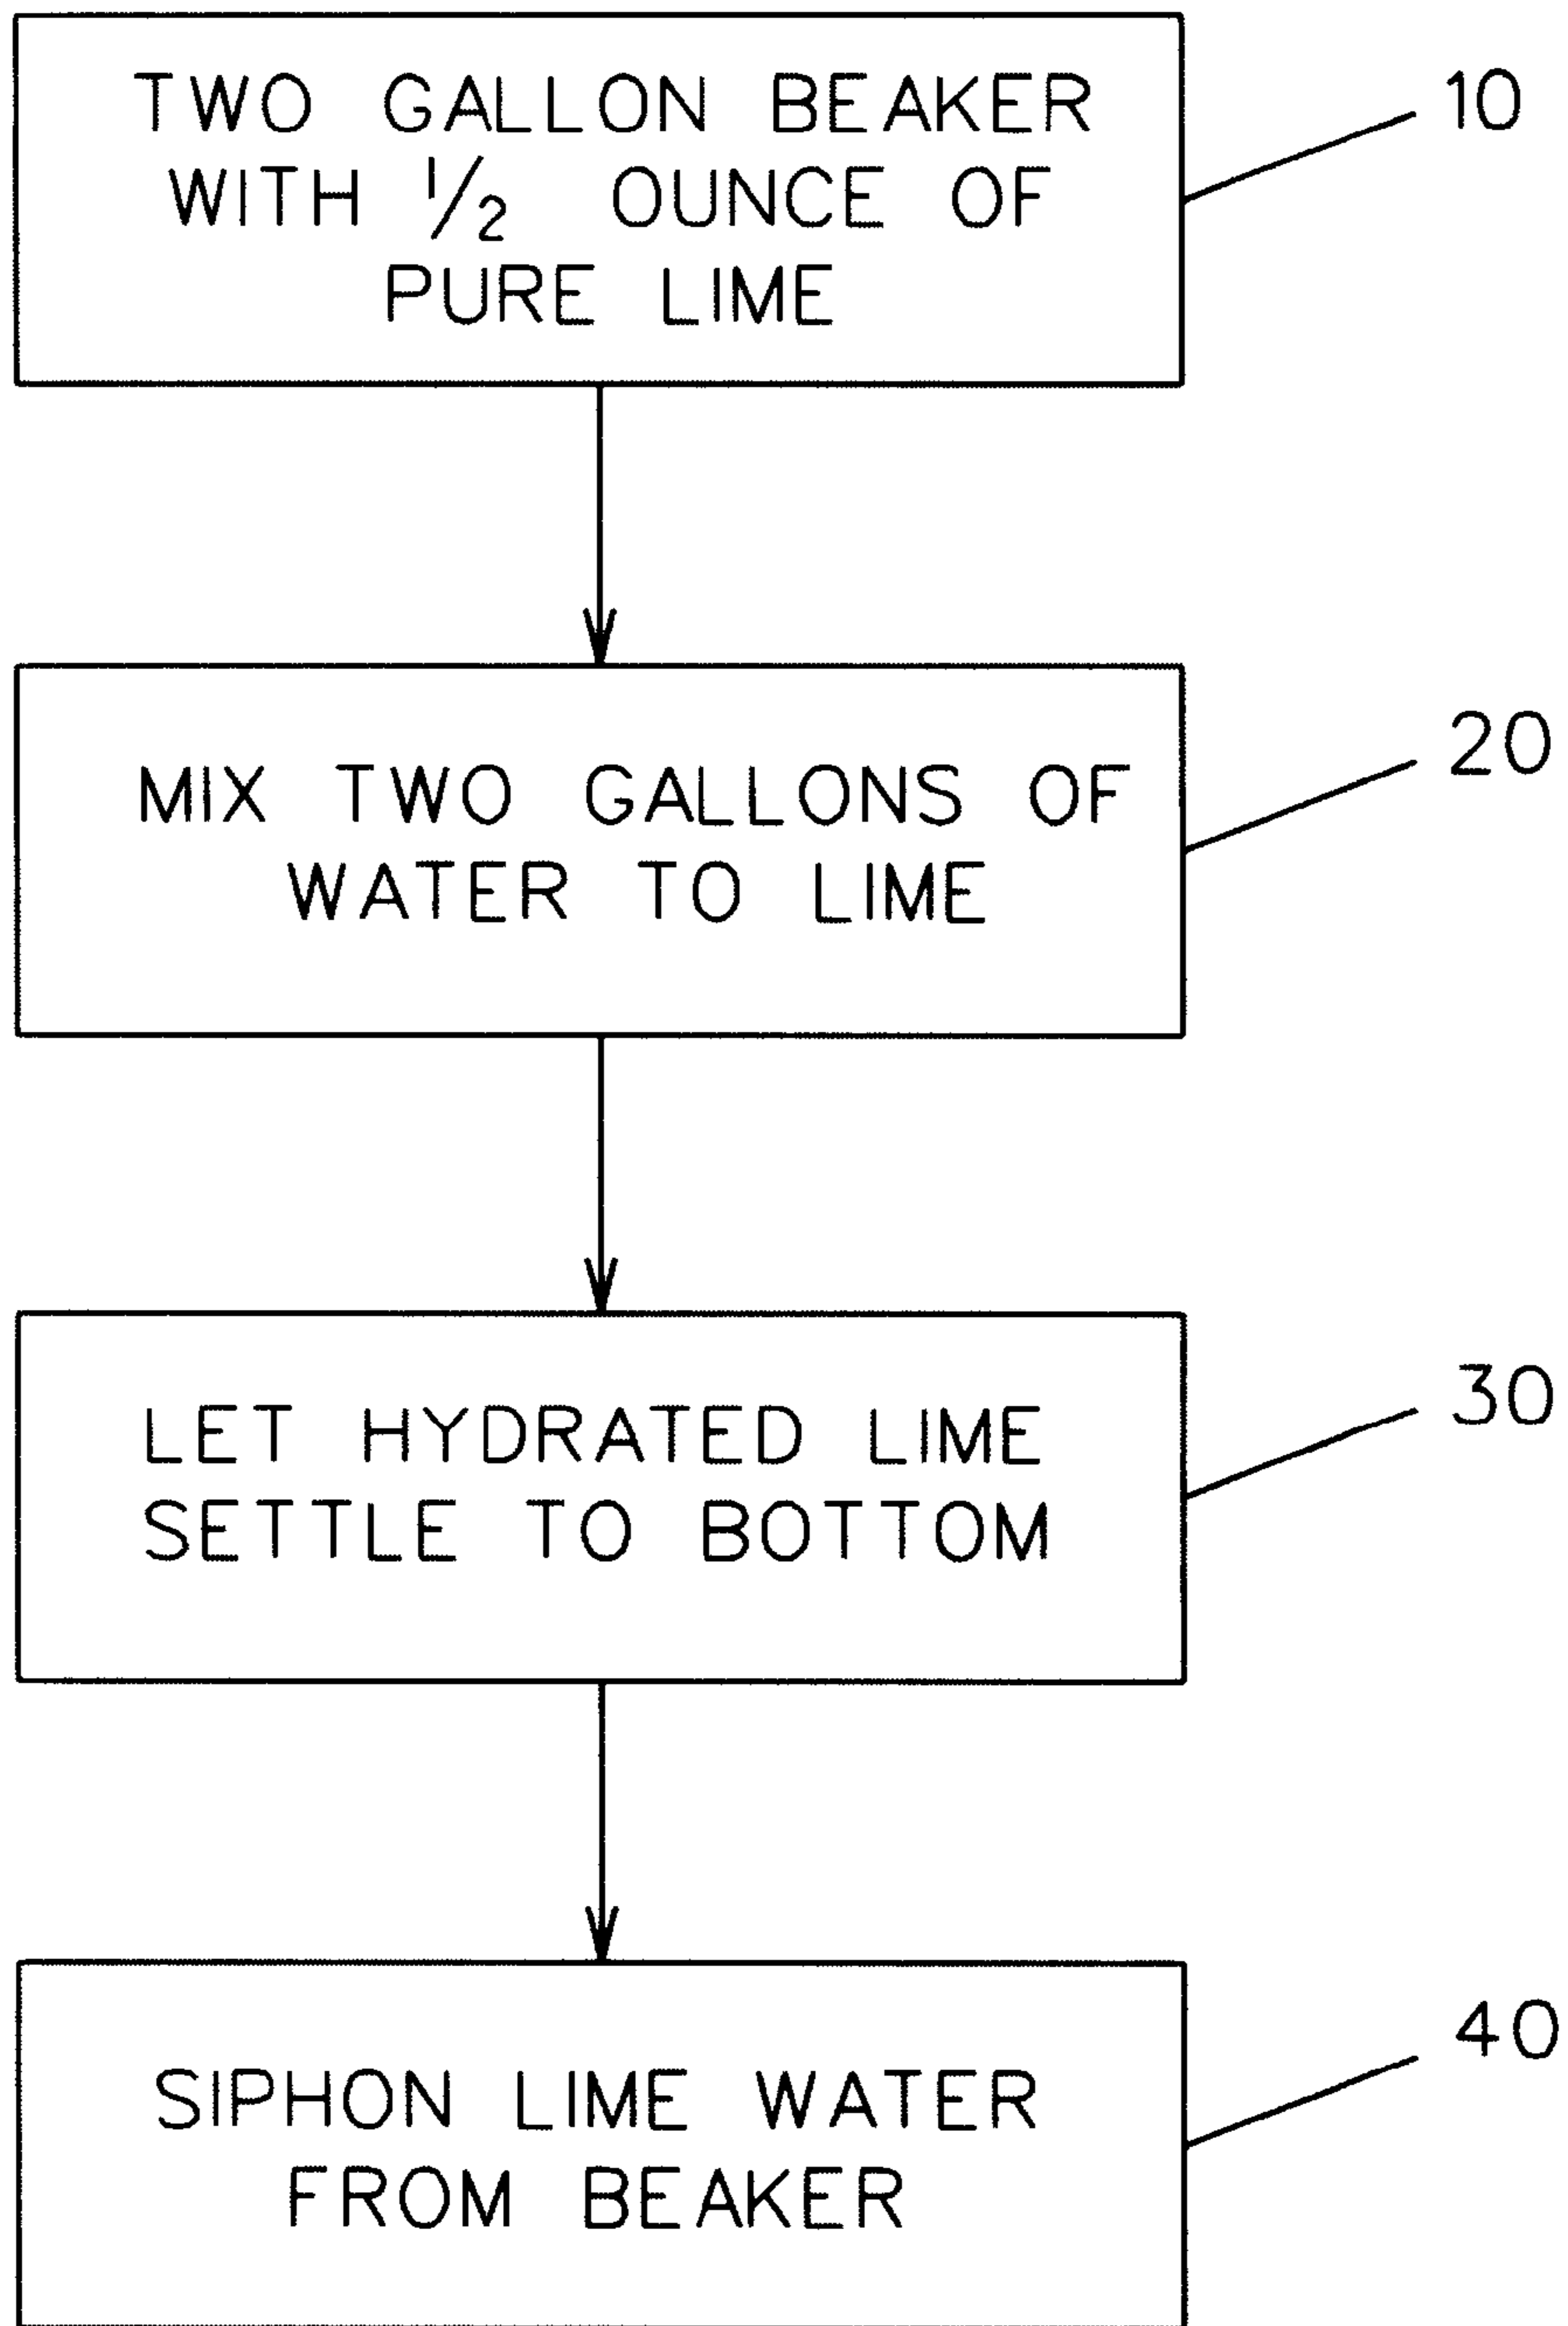 TWO GALLON BEAKER
WITH 1/2 OUNCE OF
PURE LIME
10
MIX TWO GALLONS OF
WATER TO LIME
20
LET HYDRATED LIME
SETTLE TO BOTTOM
30
SIPHON LIME WATER
FROM BEAKER
40